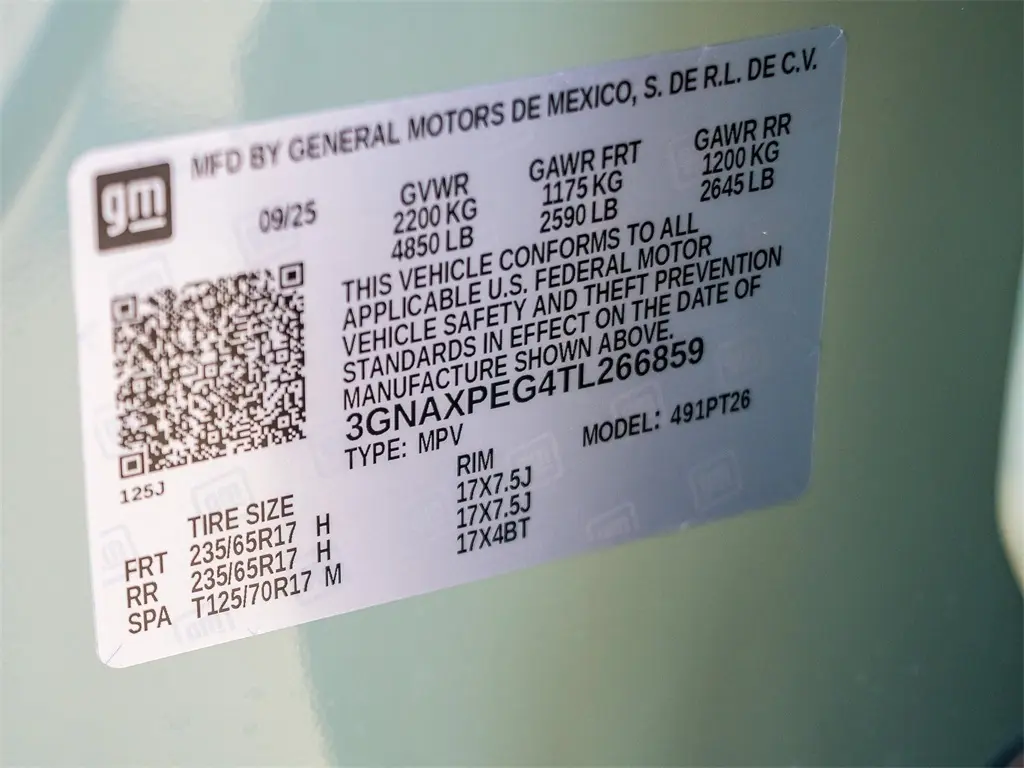 MFD BY GENERAL MOTORS DE MEXICO, S. DE R.L. DE C.V.
gm
09/25
GVWR
2200 KG
4850 LB
GAWR FRT
1175 KG
2590 LB
GAWR RR
1200 KG
2645 LB
THIS VEHICLE CONFORMS TO ALL
APPLICABLE U.S. FEDERAL MOTOR
VEHICLE SAFETY AND THEFT PREVENTION
STANDARDS IN EFFECT ON THE DATE OF
MANUFACTURE SHOWN ABOVE.
3GNAXPEG4TL266859
TYPE: MPV MODEL: 491PT26
125J
TIRE SIZE RIM
FRT 235/65R17 H 17X7.5J
RR 235/65R17 H 17X7.5J
SPA T125/70R17 M 17X4BT